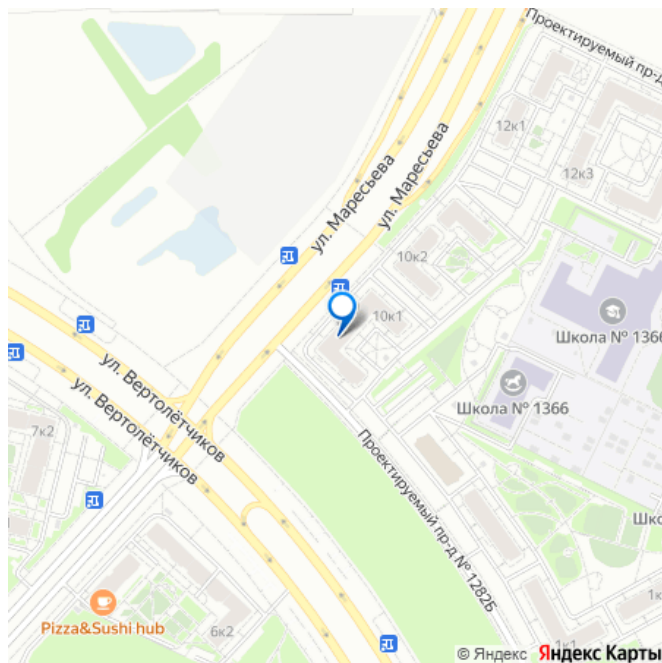 Проектируемый пр-д
12к1
12к3
ул. Маресьева
ул. Маресьева
10к2
10к1
Школа № 1366
Школа № 1366
ул. Вертолётчиков
ул. Вертолётчиков
7к2
Проектируемый пр-д № 1282Б
Шко
1к
Pizza&Sushi hub
6к2
1к1
© Яндекс Яндекс Карты